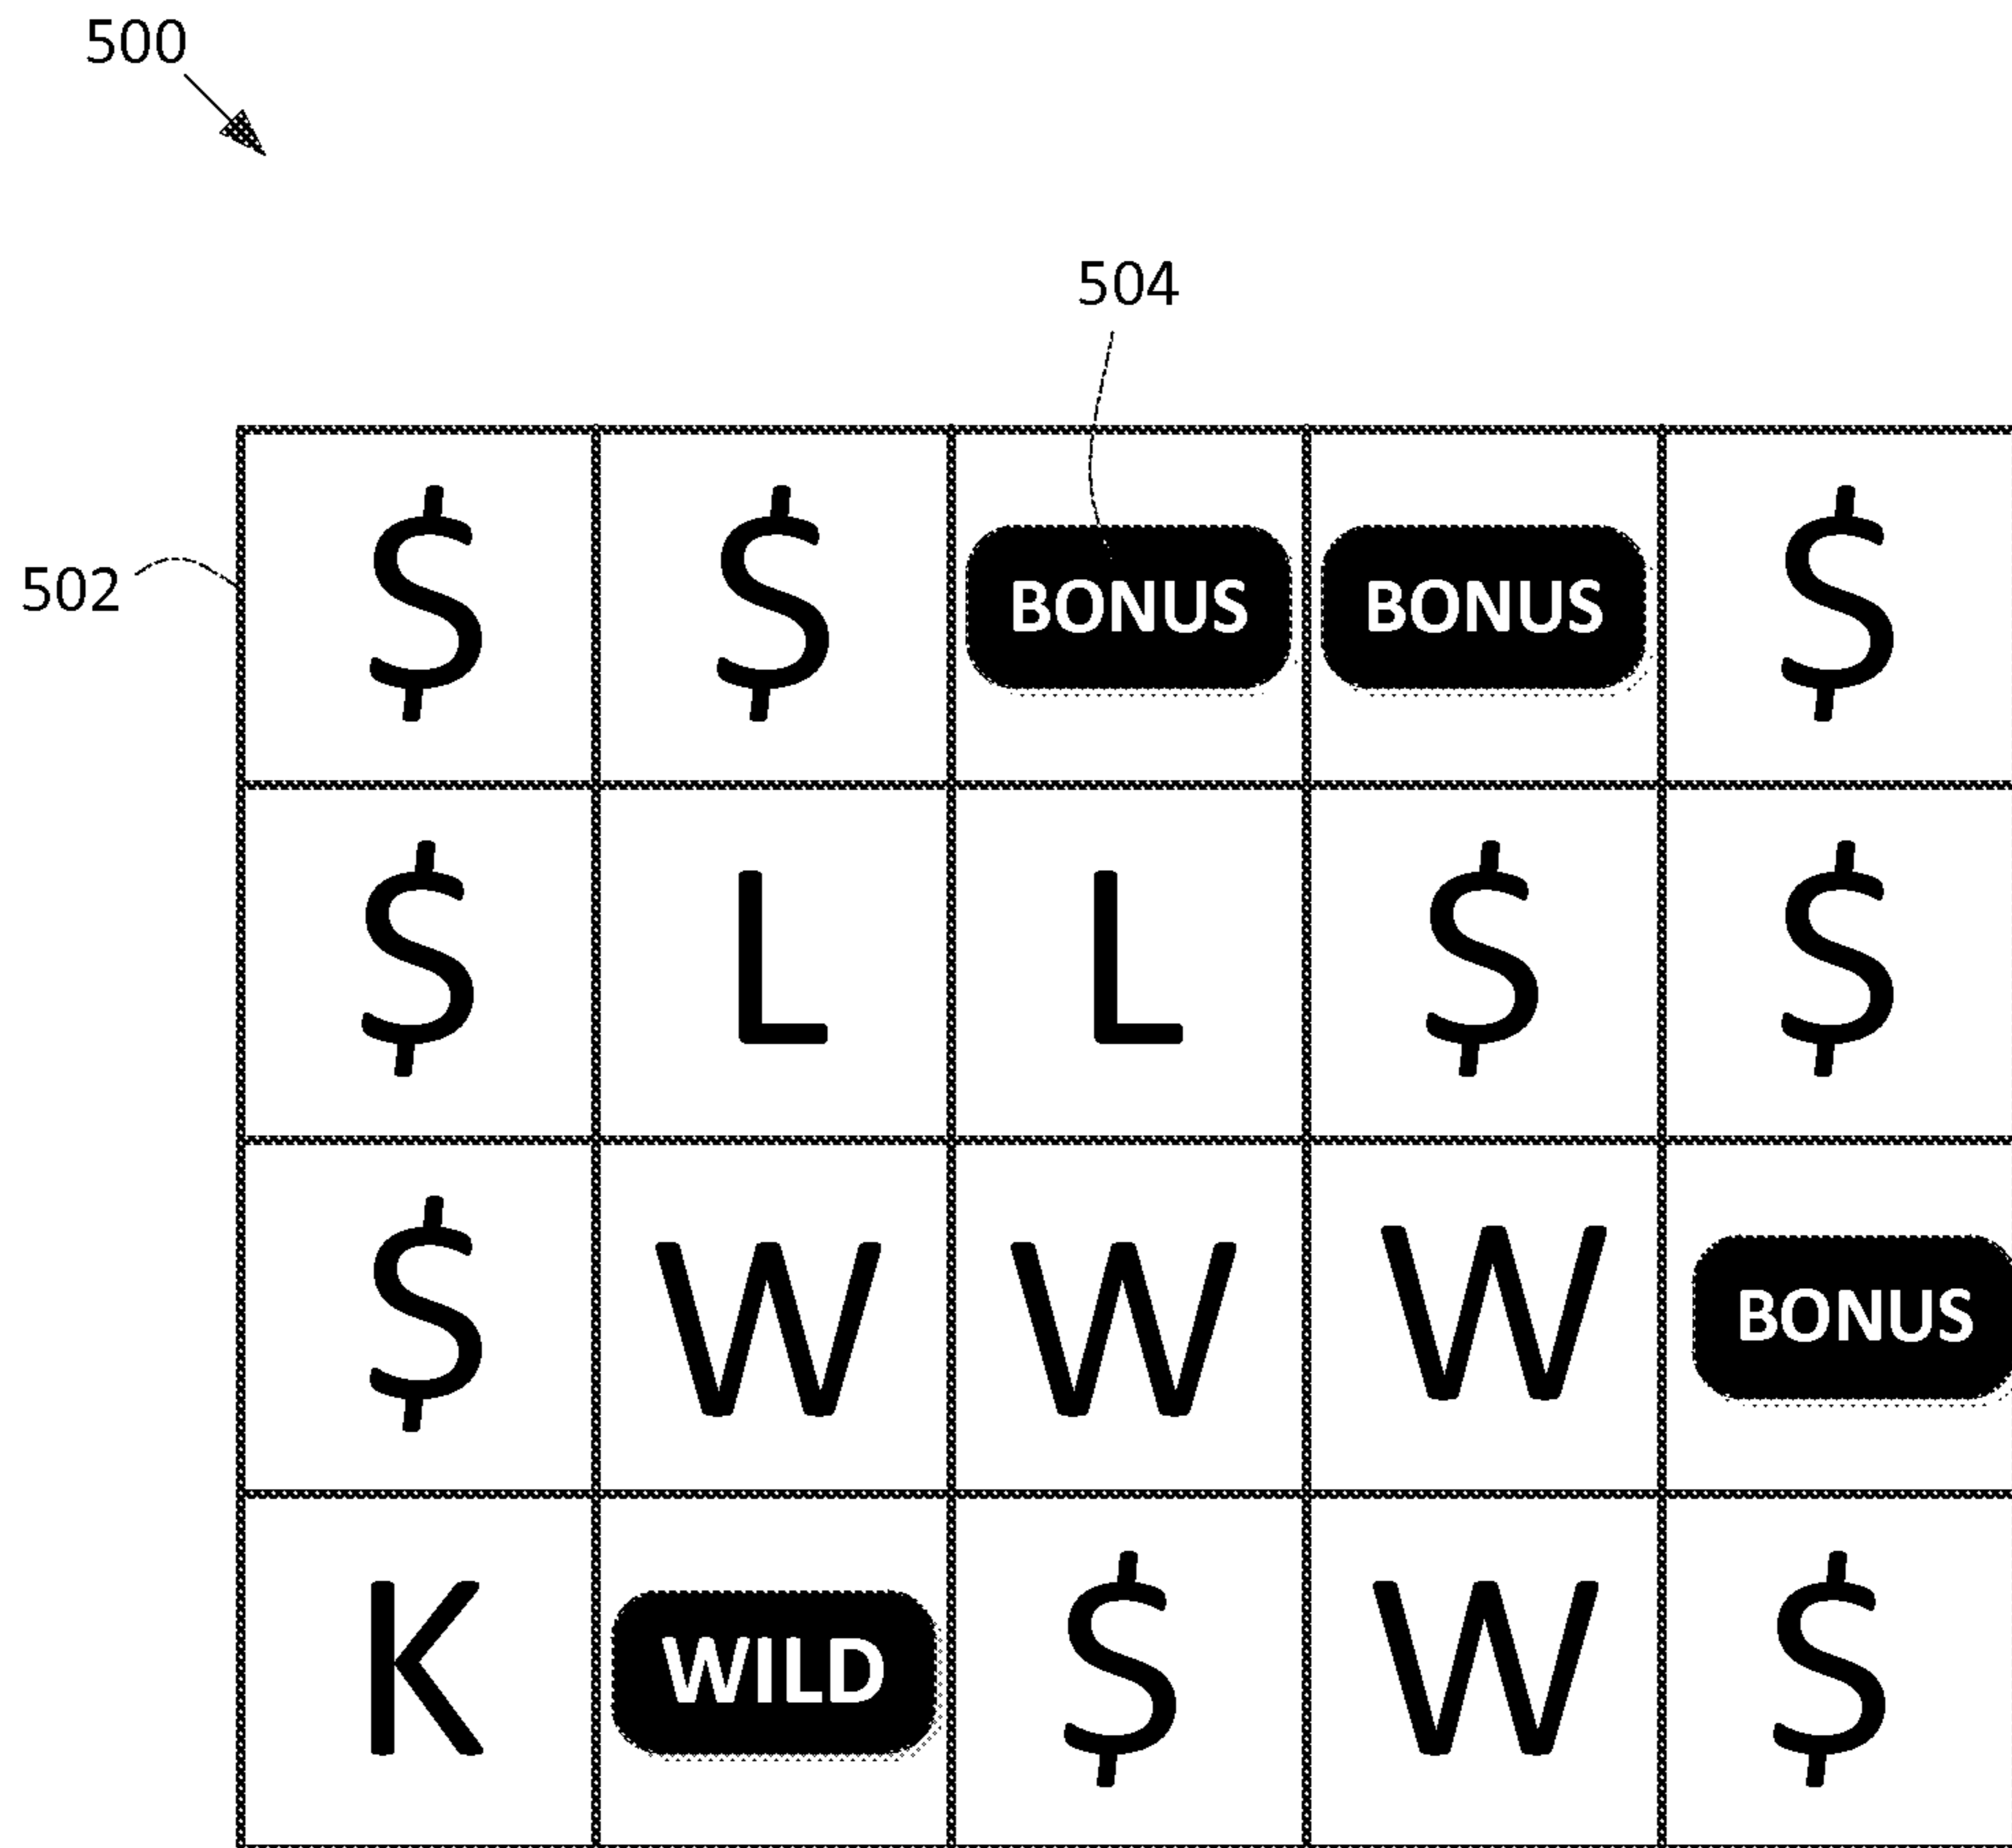 500
504
502
$ $ BONUS BONUS $
$ L L $ $
$ W W W BONUS
K WILD $ W $